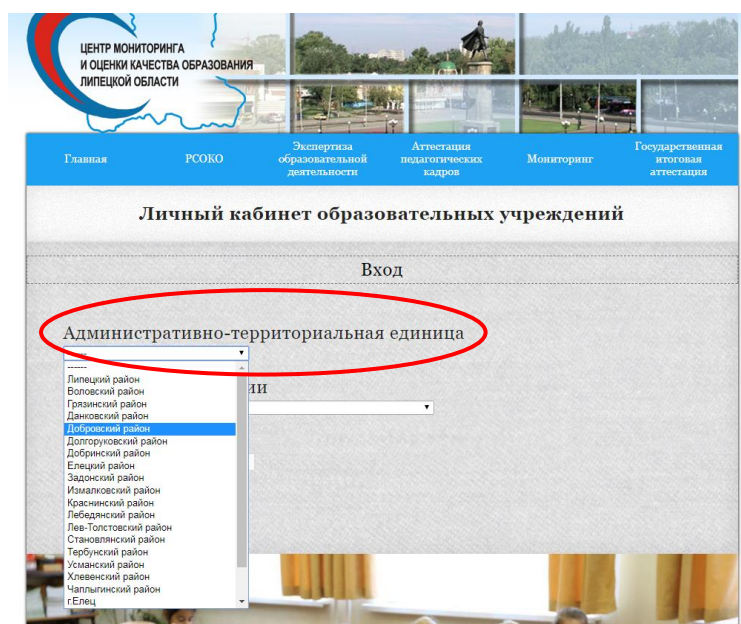 ЦЕНТР МОНИТОРИНГА
И ОЦЕНКИ КАЧЕСТВА ОБРАЗОВАНИЯ
ЛИПЕЦКОЙ ОБЛАСТИ
Главная
РСОКО
Экспертиза
образовательной
деятельности
Аттестация
педагогических
кадров
Мониторинг
Государственная
итоговая
аттестация
Личный кабинет образовательных учреждений
Вход
Административно-территориальная единица
------
Липецкий район
Воловский район
Грязинский район
Данковский район
Добровский район
Долгоруковский район
Добринский район
Елецкий район
Задонский район
Измалковский район
Краснинский район
Лебедянский район
Лев-Толстовский район
Становлянский район
Тербунский район
Усманский район
Хлевенский район
Чаплыгинский район
г.Елец
ии